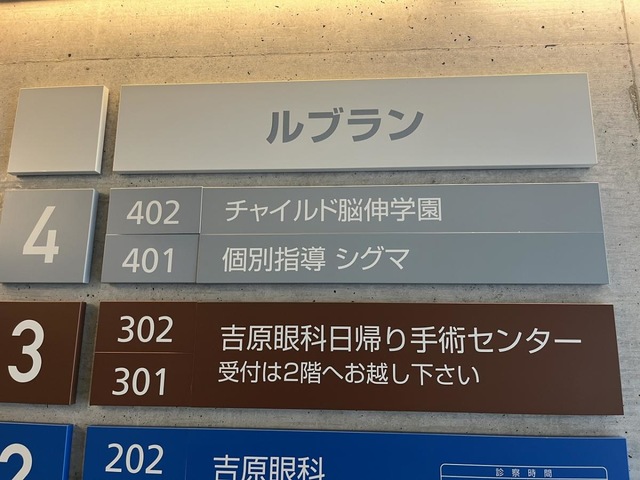 ルブラン
4
402 チャイルド脳伸学園
401 個別指導 シグマ
3
302 吉原眼科日帰り手術センター
301 受付は2階へお越し下さい
2
202 吉原眼科
診察時間